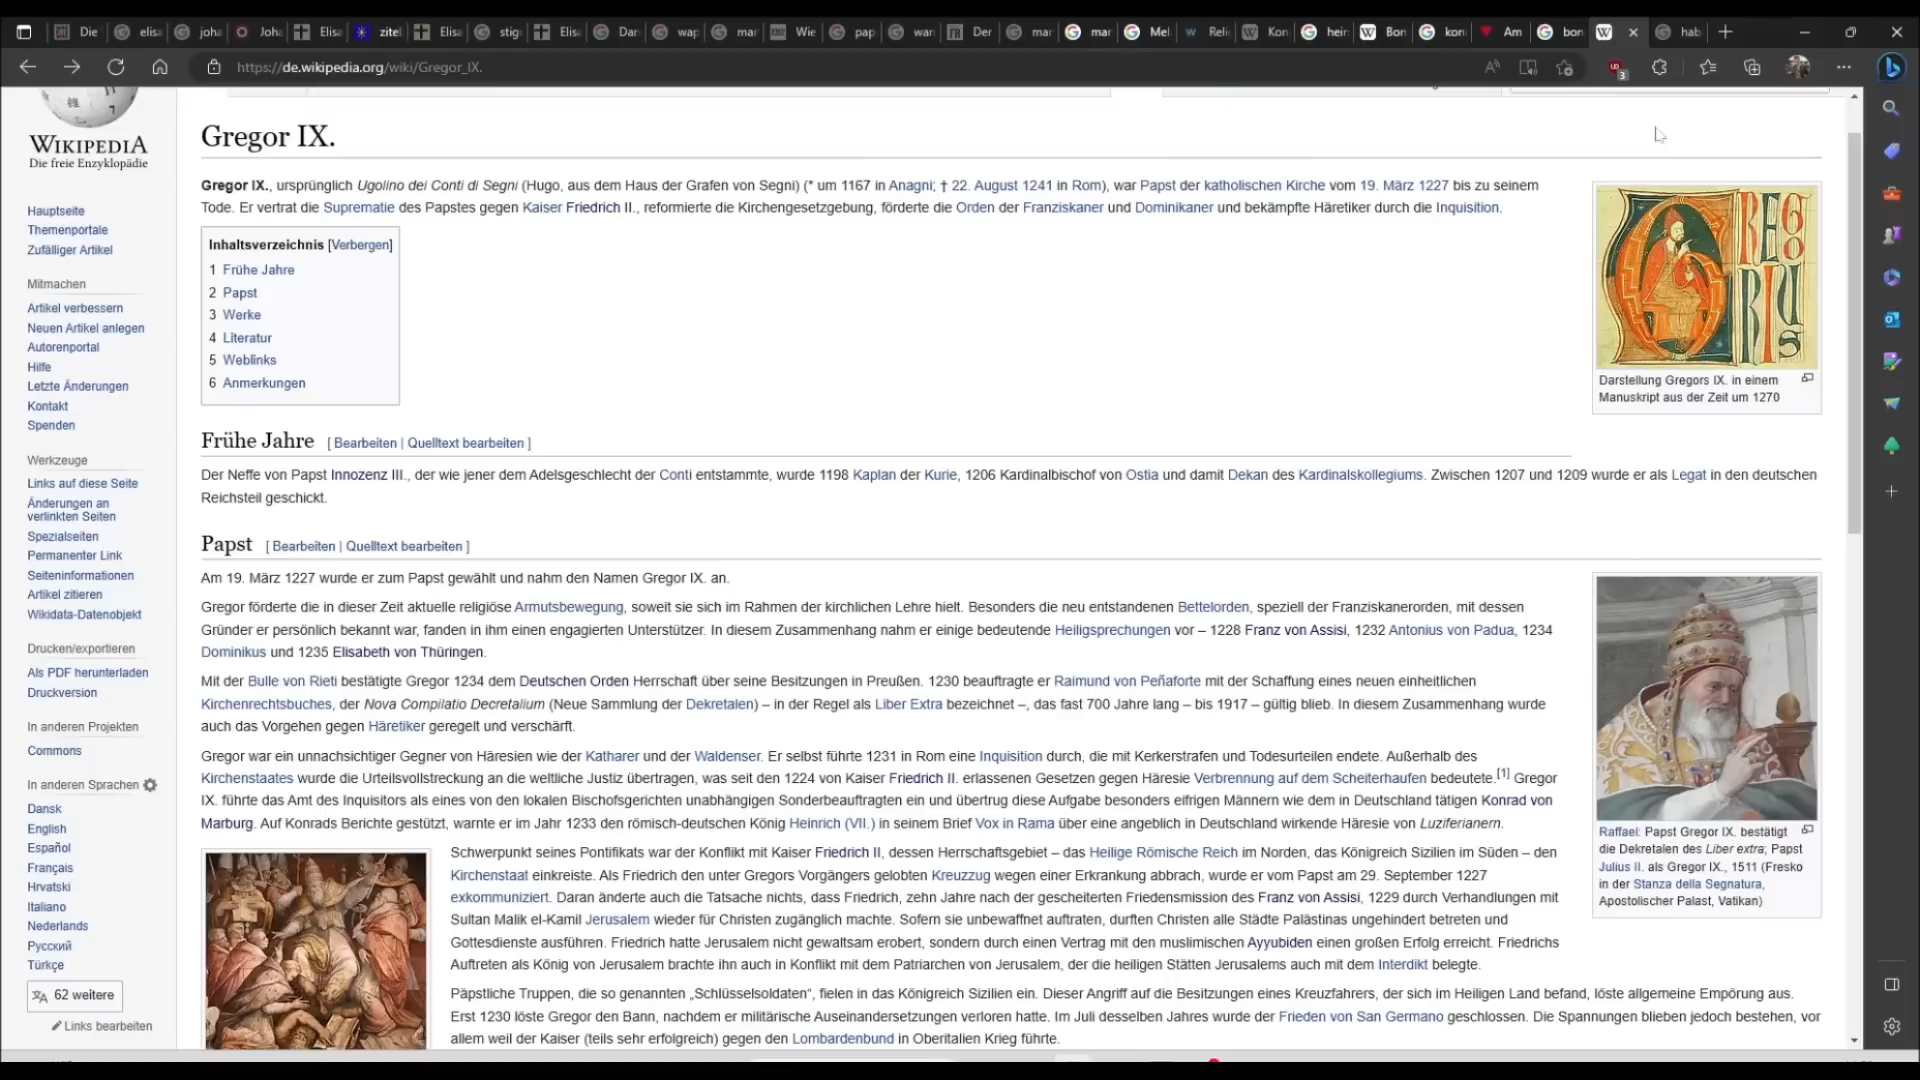 Die
elisa
joha
Joha
Elisa
zitel
Elisa
stig
Elisa
Dar
wap
mar
Wie
pap
war
Der
mar
mar
Mel
Reli
Kon
hein
Bor
kon
Am
bor
hab
https://de.wikipedia.org/wiki/Gregor_IX.
3
WIKIPEDIA
Die freie Enzyklopädie
Hauptseite
Themenportale
Zufälliger Artikel
Mitmachen
Artikel verbessern
Neuen Artikel anlegen
Autorenportal
Hilfe
Letzte Änderungen
Kontakt
Spenden
Werkzeuge
Links auf diese Seite
Änderungen an
verlinkten Seiten
Spezialseiten
Permanenter Link
Seiteninformationen
Artikel zitieren
Wikidata-Datenobjekt
Drucken/exportieren
Als PDF herunterladen
Druckversion
In anderen Projekten
Commons
In anderen Sprachen
Dansk
English
Español
Français
Hrvatski
Italiano
Nederlands
Русский
Türkçe
62 weitere
Links bearbeiten
Gregor IX.
Gregor IX., ursprünglich Ugolino dei Conti di Segni (Hugo, aus dem Haus der Grafen von Segni) (* um 1167 in Anagni; † 22. August 1241 in Rom), war Papst der katholischen Kirche vom 19. März 1227 bis zu seinem
Tode. Er vertrat die Suprematie des Papstes gegen Kaiser Friedrich II., reformierte die Kirchengesetzgebung, förderte die Orden der Franziskaner und Dominikaner und bekämpfte Häretiker durch die Inquisition.
Inhaltsverzeichnis [Verbergen]
1 Frühe Jahre
2 Papst
3 Werke
4 Literatur
5 Weblinks
6 Anmerkungen
REG
O
RIUS
Darstellung Gregors IX. in einem
Manuskript aus der Zeit um 1270
Frühe Jahre [ Bearbeiten | Quelltext bearbeiten ]
Der Neffe von Papst Innozenz III., der wie jener dem Adelsgeschlecht der Conti entstammte, wurde 1198 Kaplan der Kurie, 1206 Kardinalbischof von Ostia und damit Dekan des Kardinalskollegiums. Zwischen 1207 und 1209 wurde er als Legat in den deutschen
Reichsteil geschickt.
Papst [ Bearbeiten | Quelltext bearbeiten ]
Am 19. März 1227 wurde er zum Papst gewählt und nahm den Namen Gregor IX. an.
Gregor förderte die in dieser Zeit aktuelle religiöse Armutsbewegung, soweit sie sich im Rahmen der kirchlichen Lehre hielt. Besonders die neu entstandenen Bettelorden, speziell der Franziskanerorden, mit dessen
Gründer er persönlich bekannt war, fanden in ihm einen engagierten Unterstützer. In diesem Zusammenhang nahm er einige bedeutende Heiligsprechungen vor – 1228 Franz von Assisi, 1232 Antonius von Padua, 1234
Dominikus und 1235 Elisabeth von Thüringen.
Mit der Bulle von Rieti bestätigte Gregor 1234 dem Deutschen Orden Herrschaft über seine Besitzungen in Preußen. 1230 beauftragte er Raimund von Peñaforte mit der Schaffung eines neuen einheitlichen
Kirchenrechtsbuches, der Nova Compilatio Decretalium (Neue Sammlung der Dekretalen) – in der Regel als Liber Extra bezeichnet –, das fast 700 Jahre lang – bis 1917 – gültig blieb. In diesem Zusammenhang wurde
auch das Vorgehen gegen Häretiker geregelt und verschärft.
Gregor war ein unnachsichtiger Gegner von Häresien wie der Katharer und der Waldenser. Er selbst führte 1231 in Rom eine Inquisition durch, die mit Kerkerstrafen und Todesurteilen endete. Außerhalb des
Kirchenstaates wurde die Urteilsvollstreckung an die weltliche Justiz übertragen, was seit den 1224 von Kaiser Friedrich II. erlassenen Gesetzen gegen Häresie Verbrennung auf dem Scheiterhaufen bedeutete.[1] Gregor
IX. führte das Amt des Inquisitors als eines von den lokalen Bischofsgerichten unabhängigen Sonderbeauftragten ein und übertrug diese Aufgabe besonders eifrigen Männern wie dem in Deutschland tätigen Konrad von
Marburg. Auf Konrads Berichte gestützt, warnte er im Jahr 1233 den römisch-deutschen König Heinrich (VII.) in seinem Brief Vox in Rama über eine angeblich in Deutschland wirkende Häresie von Luziferianern.
Raffael: Papst Gregor IX. bestätigt
die Dekretalen des Liber extra; Papst
Julius II. als Gregor IX., 1511 (Fresko
in der Stanza della Segnatura,
Apostolischer Palast, Vatikan)
Schwerpunkt seines Pontifikats war der Konflikt mit Kaiser Friedrich II, dessen Herrschaftsgebiet – das Heilige Römische Reich im Norden, das Königreich Sizilien im Süden – den
Kirchenstaat einkreiste. Als Friedrich den unter Gregors Vorgängers gelobten Kreuzzug wegen einer Erkrankung abbrach, wurde er vom Papst am 29. September 1227
exkommuniziert. Daran änderte auch die Tatsache nichts, dass Friedrich, zehn Jahre nach der gescheiterten Friedensmission des Franz von Assisi, 1229 durch Verhandlungen mit
Sultan Malik el-Kamil Jerusalem wieder für Christen zugänglich machte. Sofern sie unbewaffnet auftraten, durften Christen alle Städte Palästinas ungehindert betreten und
Gottesdienste ausführen. Friedrich hatte Jerusalem nicht gewaltsam erobert, sondern durch einen Vertrag mit den muslimischen Ayyubiden einen großen Erfolg erreicht. Friedrichs
Auftreten als König von Jerusalem brachte ihn auch in Konflikt mit dem Patriarchen von Jerusalem, der die heiligen Stätten Jerusalems auch mit dem Interdikt belegte.
Päpstliche Truppen, die so genannten „Schlüsselsoldaten“, fielen in das Königreich Sizilien ein. Dieser Angriff auf die Besitzungen eines Kreuzfahrers, der sich im Heiligen Land befand, löste allgemeine Empörung aus.
Erst 1230 löste Gregor den Bann, nachdem er militärische Auseinandersetzungen verloren hatte. Im Juli desselben Jahres wurde der Frieden von San Germano geschlossen. Die Spannungen blieben jedoch bestehen, vor
allem weil der Kaiser (teils sehr erfolgreich) gegen den Lombardenbund in Oberitalien Krieg führte.